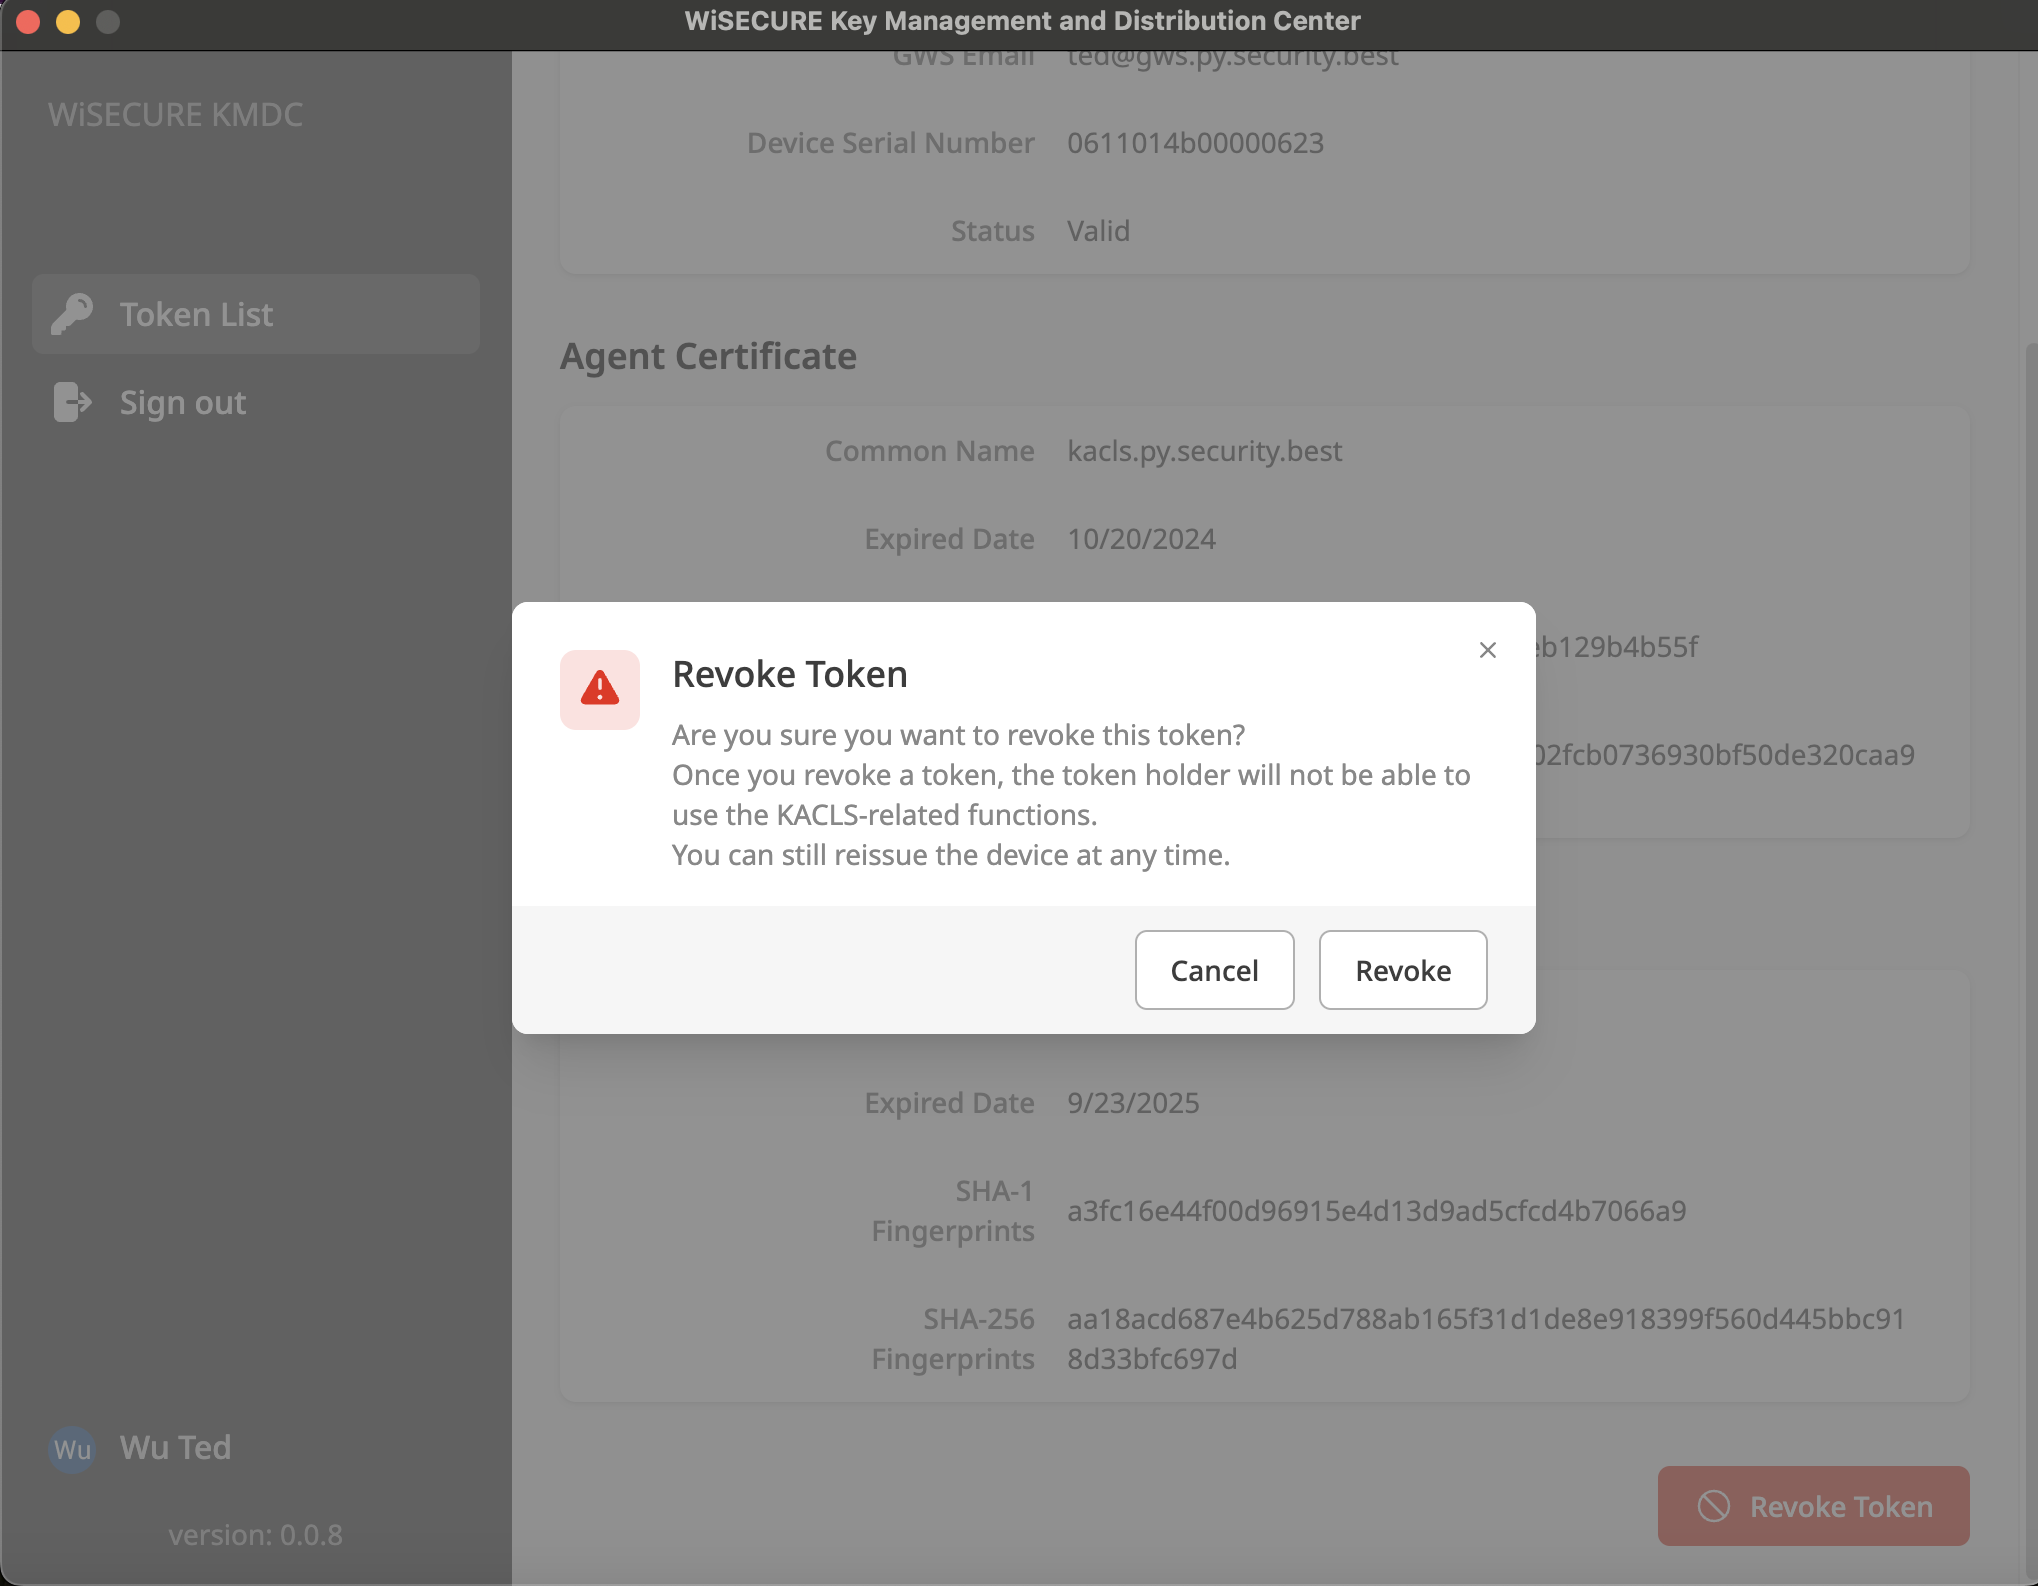 WiSECURE Key Management and Distribution Center
WiSECURE KMDC
Token List
Sign out
Wu Wu Ted
version: 0.0.8
GWS Email ted@gws.py.security.best
Device Serial Number 0611014b00000623
Status Valid
Agent Certificate
Common Name kacls.py.security.best
Expired Date 10/20/2024
eb129b4b55f
02fcb0736930bf50de320caa9
Revoke Token
Are you sure you want to revoke this token?
Once you revoke a token, the token holder will not be able to
use the KACLS-related functions.
You can still reissue the device at any time.
Cancel Revoke
Expired Date 9/23/2025
SHA-1
Fingerprints
a3fc16e44f00d96915e4d13d9ad5cfcd4b7066a9
SHA-256
Fingerprints
aa18acd687e4b625d788ab165f31d1de8e918399f560d445bbc91
8d33bfc697d
Revoke Token